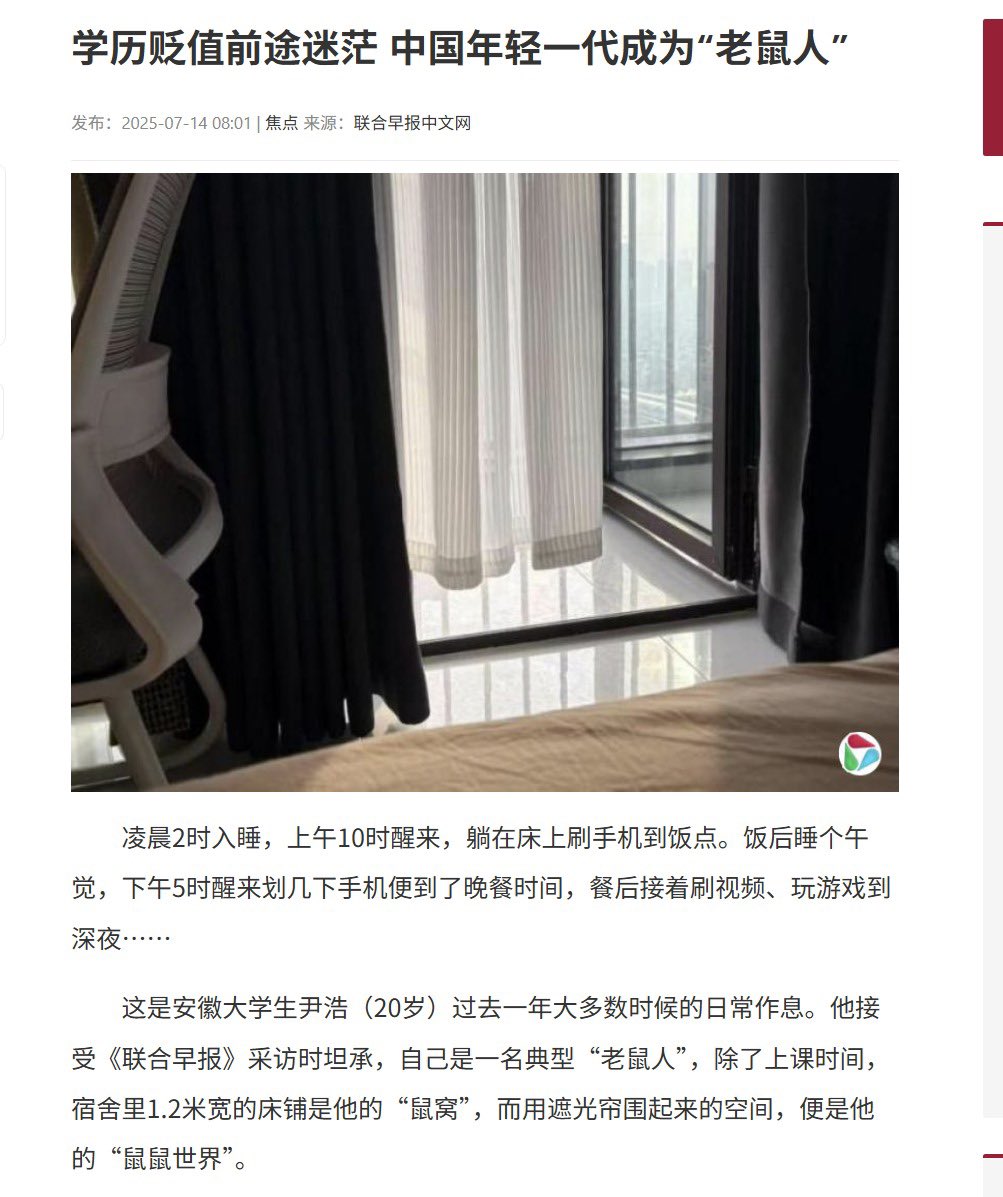 学历贬值前途迷茫 中国年轻一代成为“老鼠人”
发布：2025-07-14 08:01 | 焦点 来源：联合早报中文网
凌晨2时入睡，上午10时醒来，躺在床上刷手机到饭点。饭后睡个午
觉，下午5时醒来划几下手机便到了晚餐时间，餐后接着刷视频、玩游戏到
深夜……
这是安徽大学生尹浩（20岁）过去一年大多数时候的日常作息。他接
受《联合早报》采访时坦承，自己是一名典型“老鼠人”，除了上课时间，
宿舍里1.2米宽的床铺是他的“鼠窝”，而用遮光帘围起来的空间，便是他
的“鼠鼠世界”。